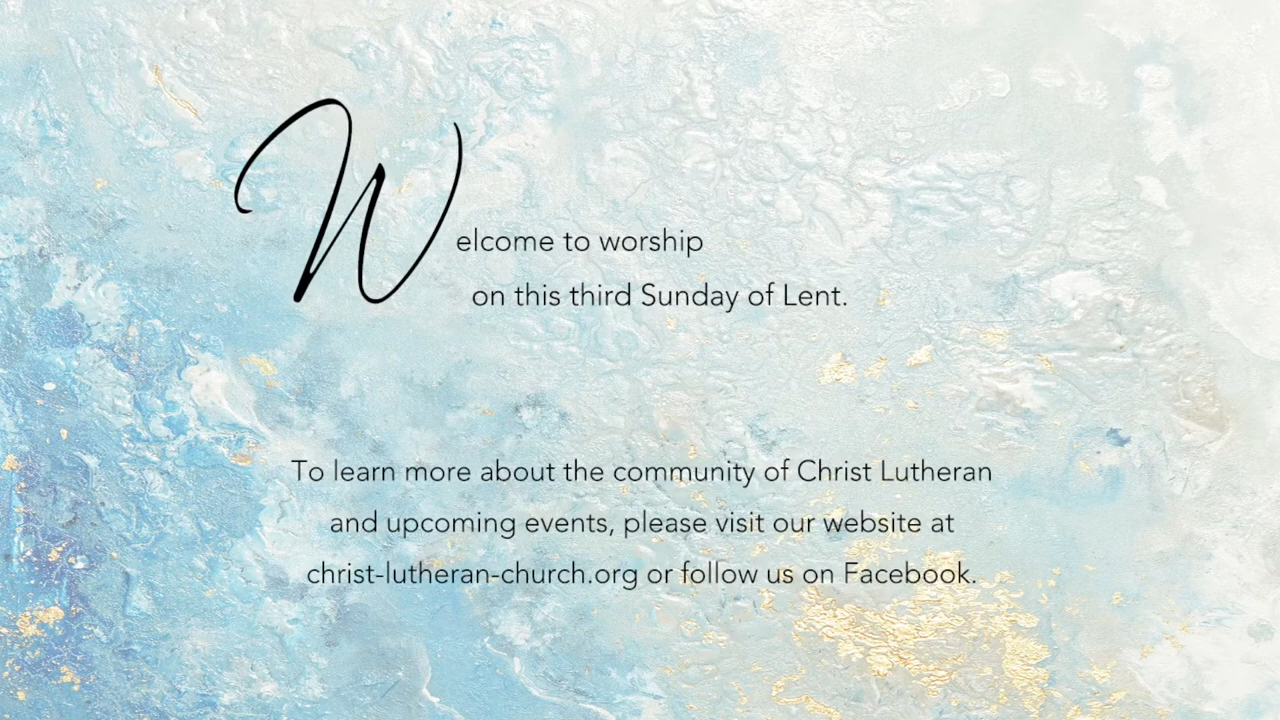 Welcome to worship
on this third Sunday of Lent.
To learn more about the community of Christ Lutheran
and upcoming events, please visit our website at
christ-lutheran-church.org or follow us on Facebook.